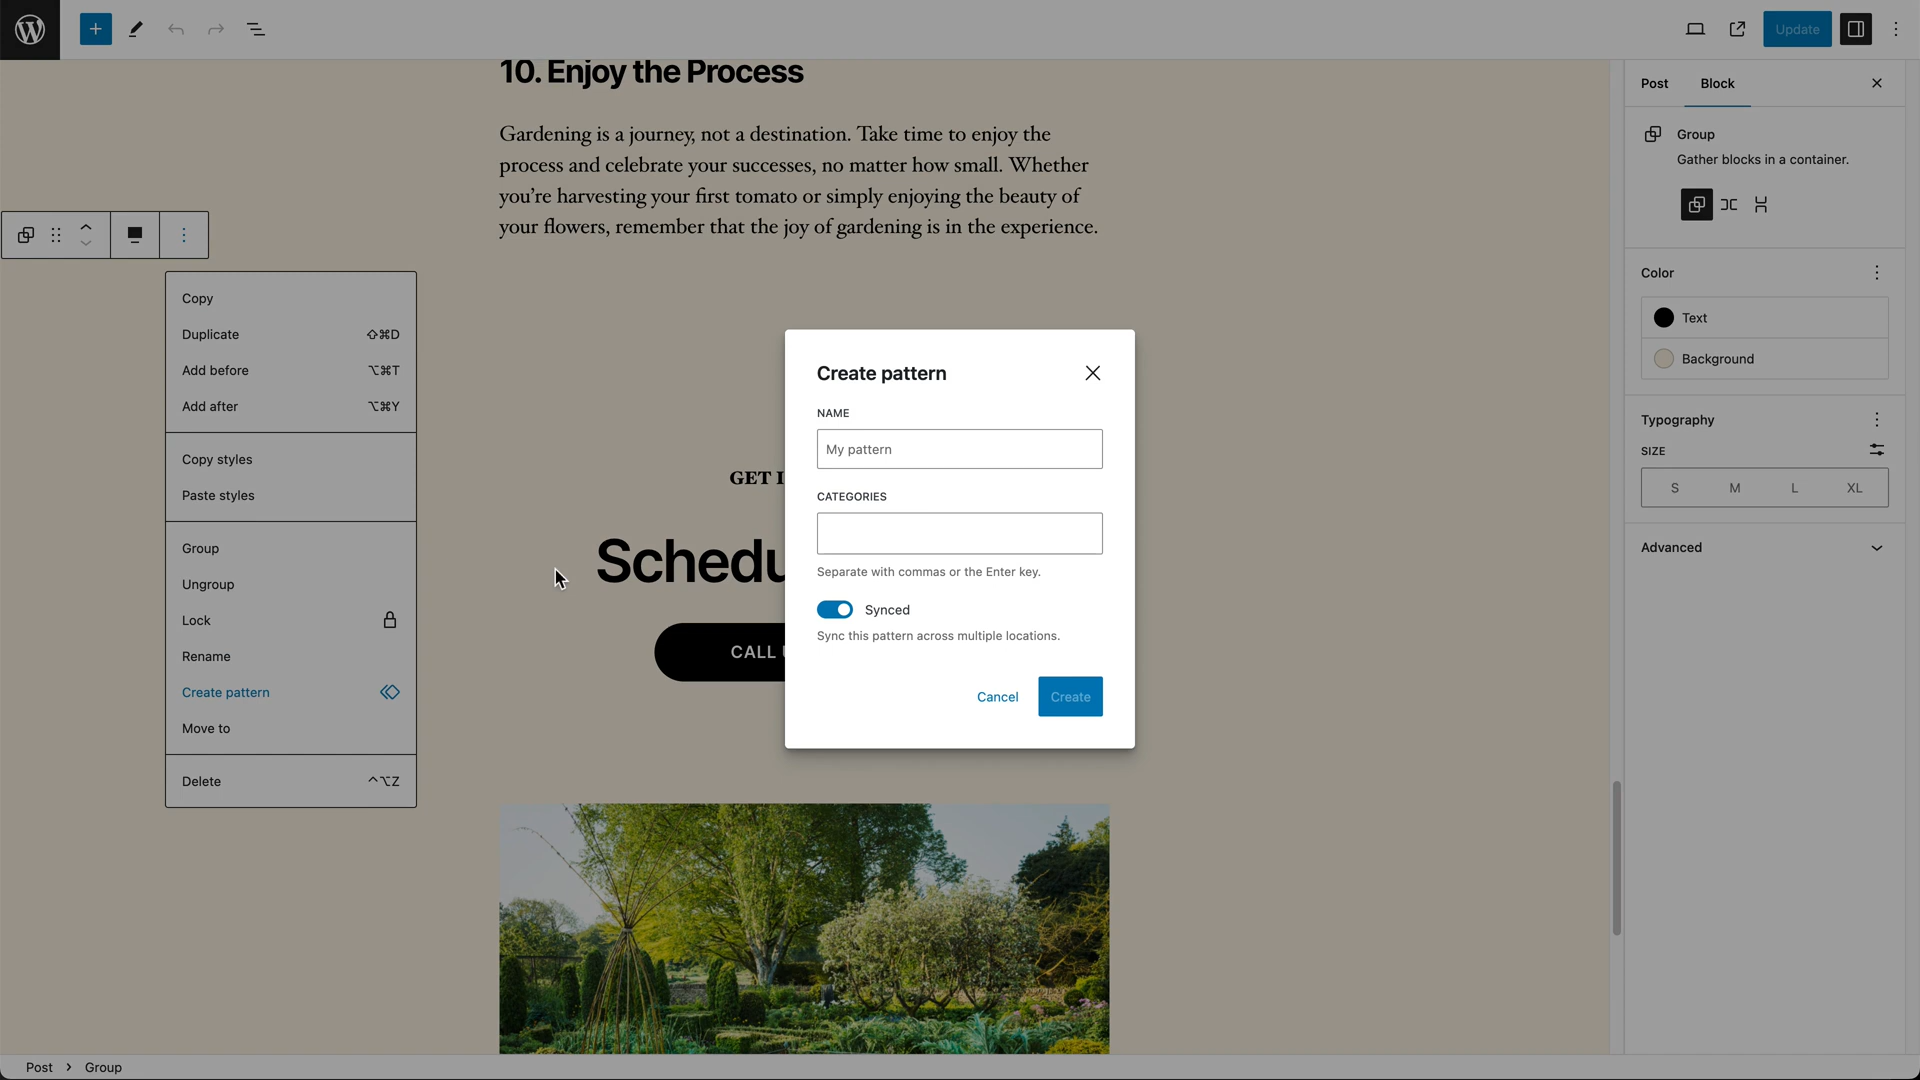 Update
10. Enjoy the Process
Gardening is a journey, not a destination. Take time to enjoy the
process and celebrate your successes, no matter how small. Whether
you're harvesting your first tomato or simply enjoying the beauty of
your flowers, remember that the joy of gardening is in the experience.
Copy
Duplicate ⇧⌘D
Add before ⌥⌘T
Add after ⌥⌘Y
Copy styles
Paste styles
Group
Ungroup
Lock
Rename
Create pattern
Move to
Delete ^⌥Z
GET
Schedu
CALL
Create pattern
NAME
My pattern
CATEGORIES
Separate with commas or the Enter key.
Synced
Sync this pattern across multiple locations.
Cancel Create
Post Block
Group
Gather blocks in a container.
Color
Text
Background
Typography
SIZE
S M L XL
Advanced
Post > Group